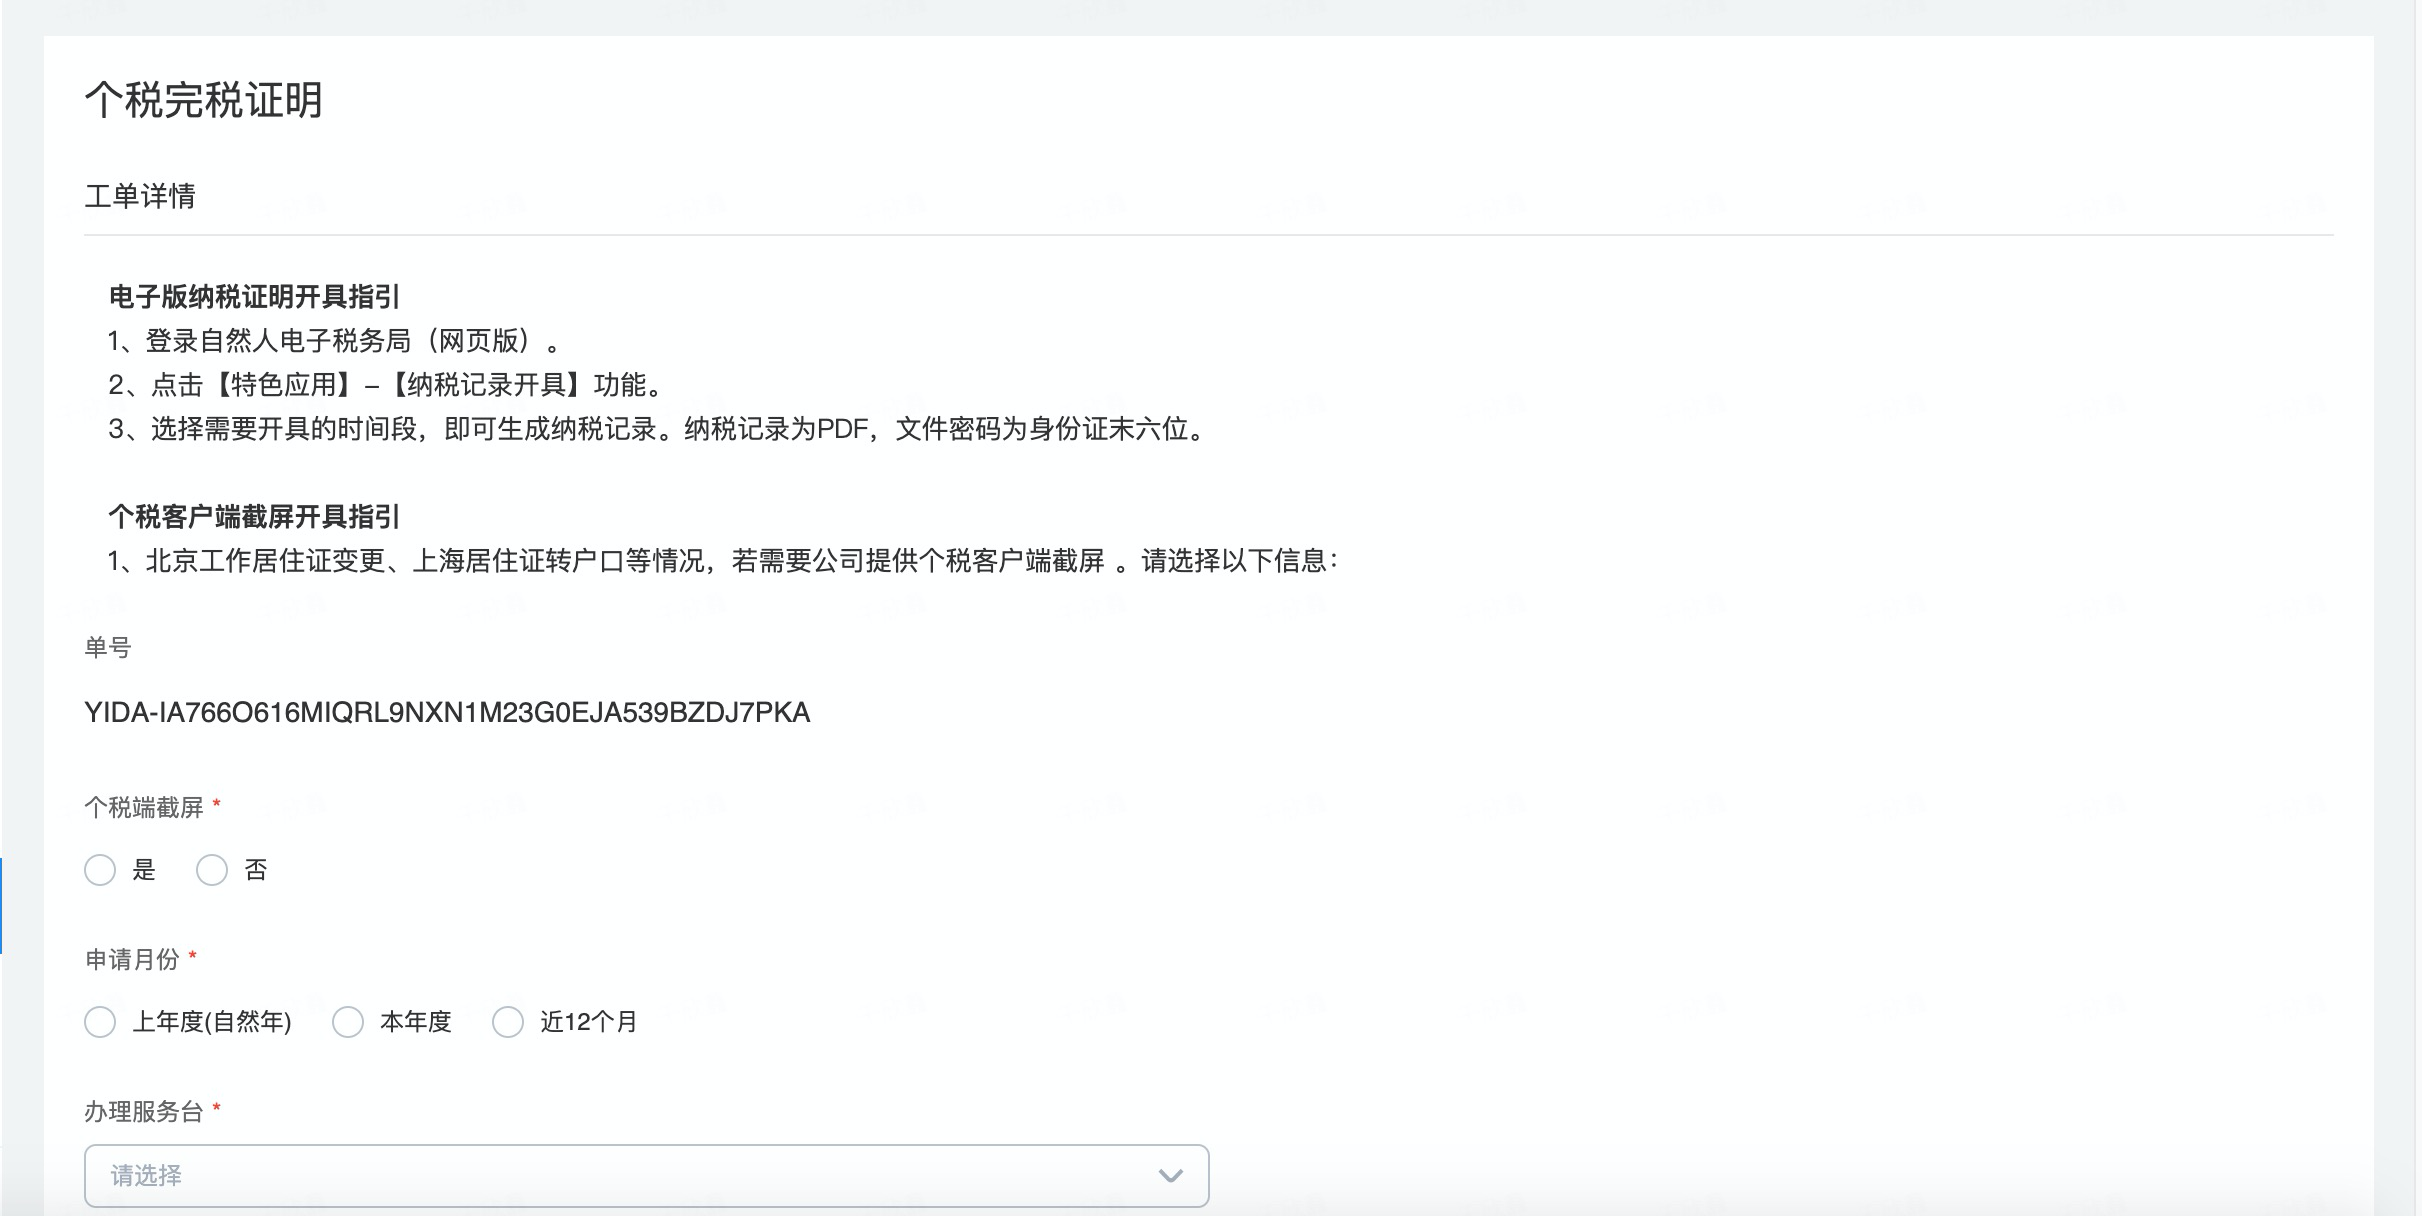 个税完税证明
工单详情
电子版纳税证明开具指引
1、登录自然人电子税务局（网页版）。
2、点击【特色应用】–【纳税记录开具】功能。
3、选择需要开具的时间段，即可生成纳税记录。纳税记录为PDF，文件密码为身份证末六位。
个税客户端截屏开具指引
1、北京工作居住证变更、上海居住证转户口等情况，若需要公司提供个税客户端截屏 。请选择以下信息：
单号
YIDA-IA766O616MIQRL9NXN1M23G0EJA539BZDJ7PKA
个税端截屏 *
是 否
申请月份 *
上年度(自然年) 本年度 近12个月
办理服务台 *
请选择